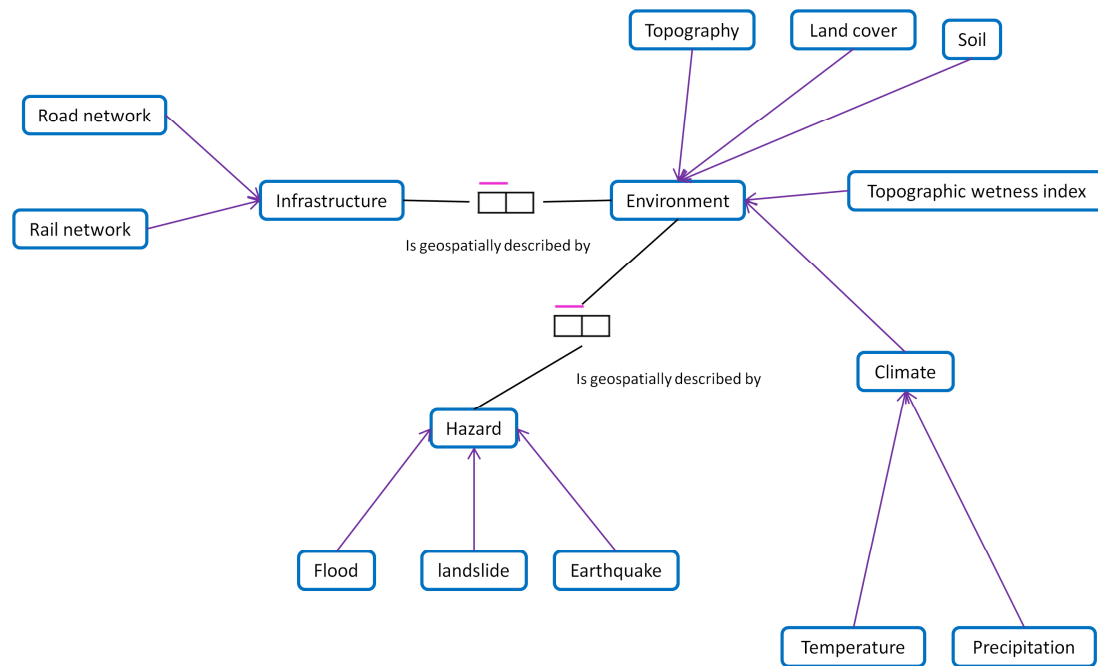 Topography
Land cover
Soil
Road network
Infrastructure
Environment
Topographic wetness index
Rail network
Is geospatially described by
Climate
Is geospatially described by
Hazard
Flood
landslide
Earthquake
Temperature
Precipitation